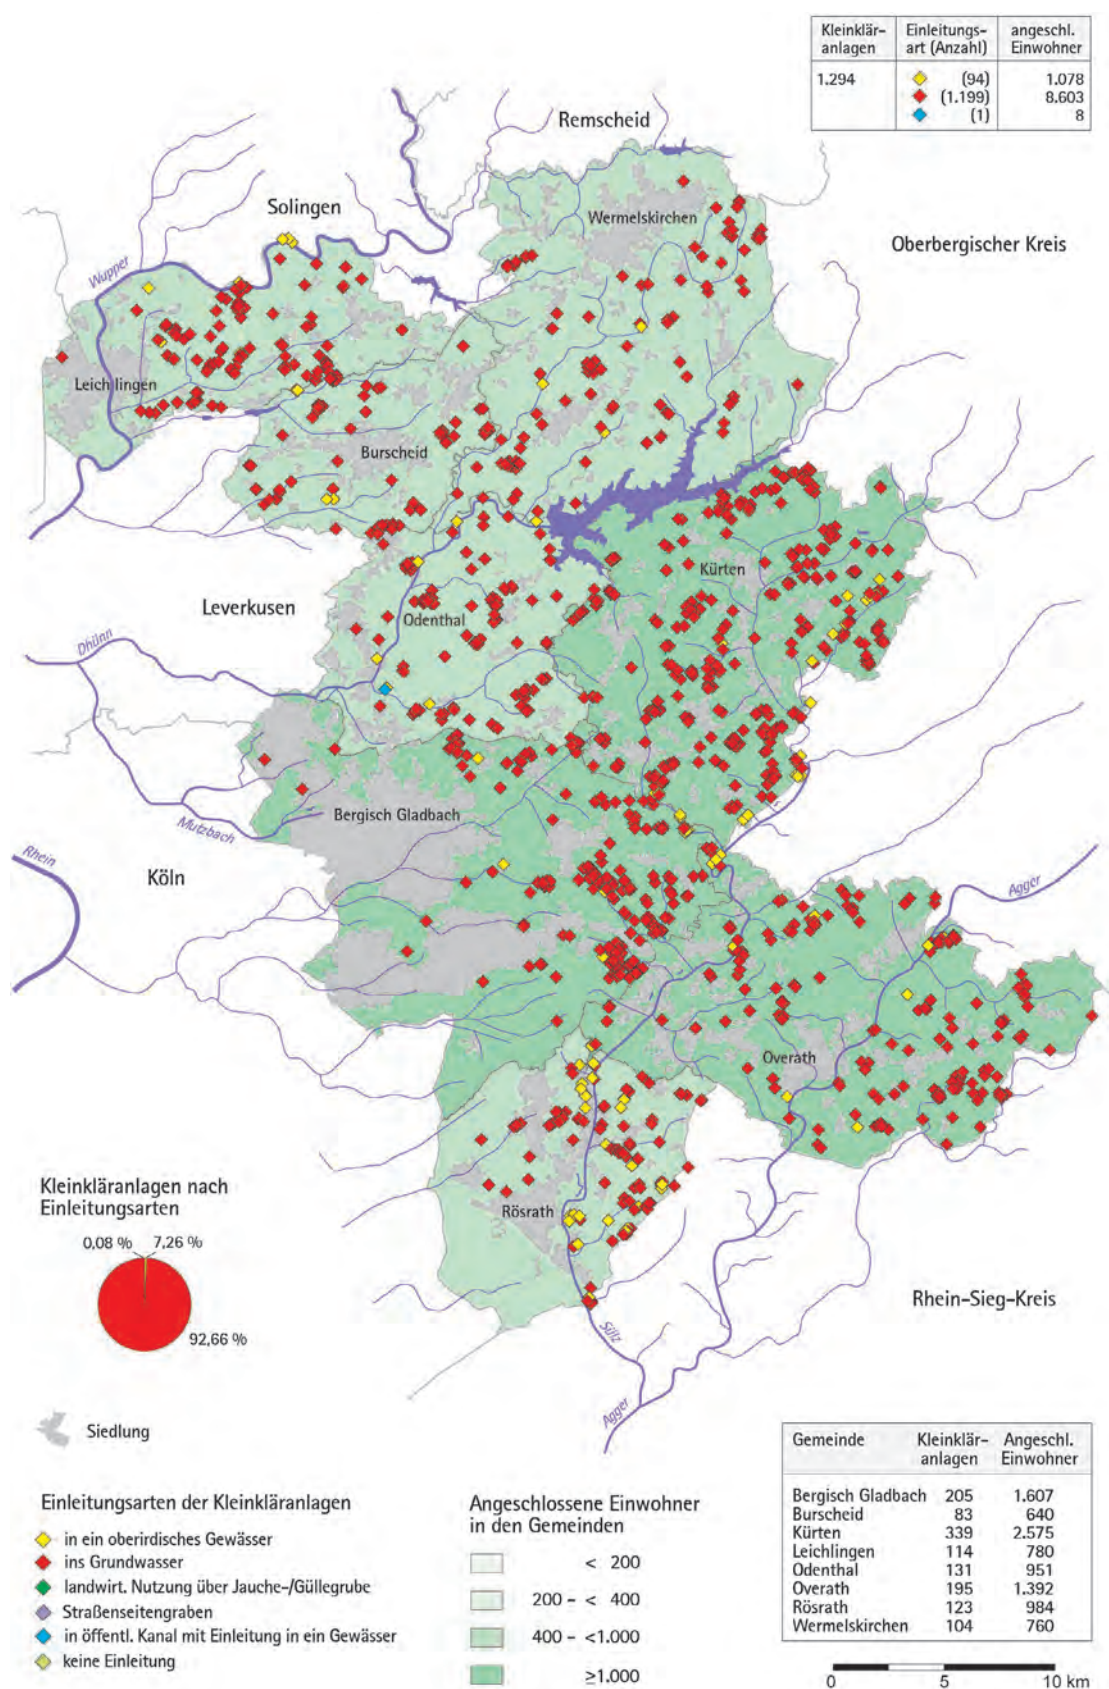 Kleinklär- Einleitungs- angeschl.
anlagen art (Anzahl) Einwohner
1.294 (94) 1.078
(1.199) 8.603
(1) 8
Remscheid
Solingen
Wermelskirchen
Oberbergischer Kreis
Wupper
Leichlingen
Burscheid
Kürten
Leverkusen
Odenthal
Dhünn
Bergisch Gladbach
Mutzbach
Rhein
Köln
Agger
Overath
Kleinkläranlagen nach
Einleitungsarten
Rösrath
0,08 % 7,26 %
92,66 %
Rhein-Sieg-Kreis
Sülz
Agger
Siedlung
Einleitungsarten der Kleinkläranlagen
in ein oberirdisches Gewässer
ins Grundwasser
landwirt. Nutzung über Jauche-/Güllegrube
Straßenseitengraben
in öffentl. Kanal mit Einleitung in ein Gewässer
keine Einleitung
Angeschlossene Einwohner
in den Gemeinden
< 200
200 - < 400
400 - <1.000
≥1.000
Gemeinde Kleinklär- Angeschl.
anlagen Einwohner
Bergisch Gladbach 205 1.607
Burscheid 83 640
Kürten 339 2.575
Leichlingen 114 780
Odenthal 131 951
Overath 195 1.392
Rösrath 123 984
Wermelskirchen 104 760
0 5 10 km